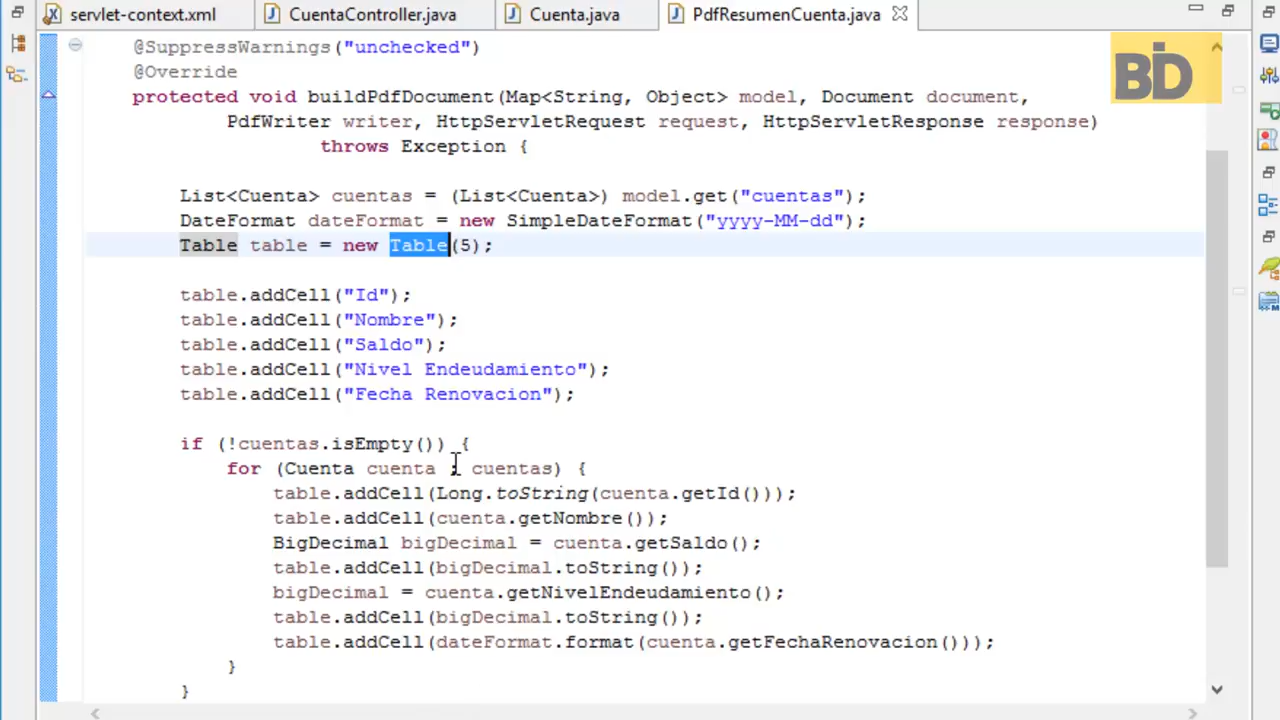 servlet-context.xml CuentaController.java Cuenta.java PdfResumenCuenta.java
@SuppressWarnings("unchecked")
@Override
protected void buildPdfDocument(Map<String, Object> model, Document document,
PdfWriter writer, HttpServletRequest request, HttpServletResponse response)
throws Exception {
List<Cuenta> cuentas = (List<Cuenta>) model.get("cuentas");
DateFormat dateFormat = new SimpleDateFormat("yyyy-MM-dd");
Table table = new Table(5);
table.addCell("Id");
table.addCell("Nombre");
table.addCell("Saldo");
table.addCell("Nivel Endeudamiento");
table.addCell("Fecha Renovacion");
if (!cuentas.isEmpty()) {
for (Cuenta cuenta : cuentas) {
table.addCell(Long.toString(cuenta.getId()));
table.addCell(cuenta.getNombre());
BigDecimal bigDecimal = cuenta.getSaldo();
table.addCell(bigDecimal.toString());
bigDecimal = cuenta.getNivelEndeudamiento();
table.addCell(bigDecimal.toString());
table.addCell(dateFormat.format(cuenta.getFechaRenovacion()));
}
}
BiD